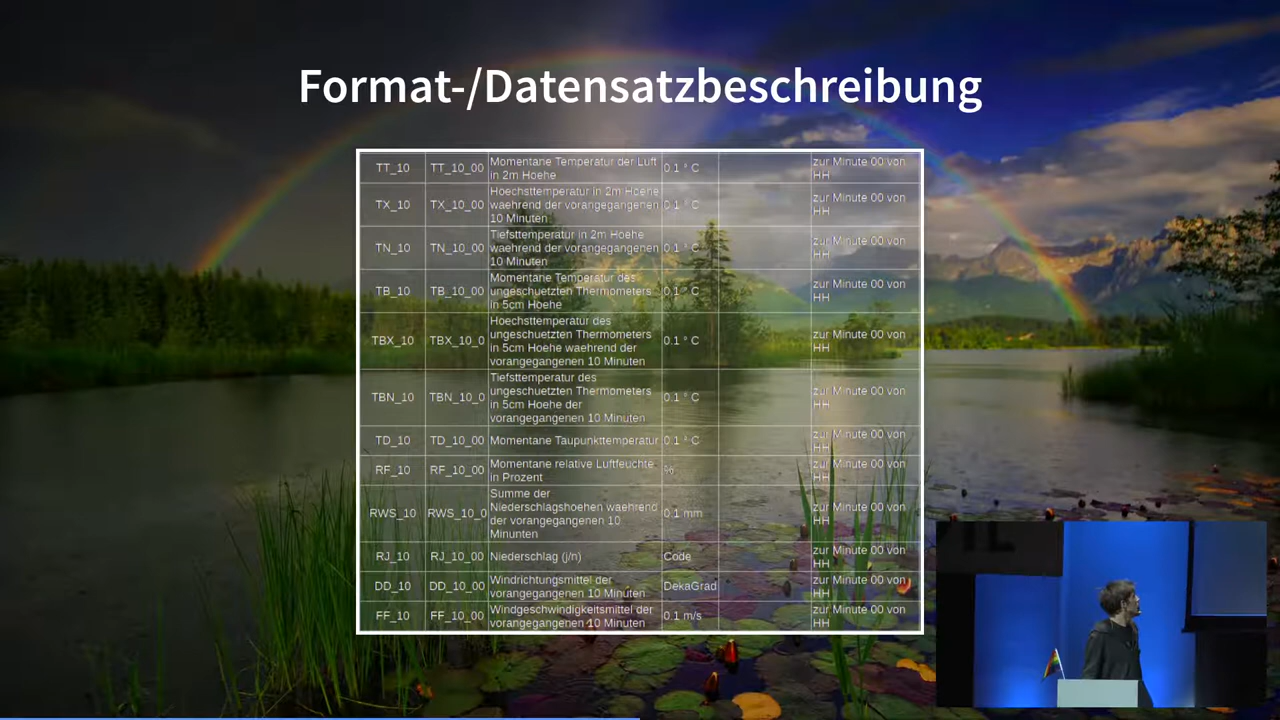 Format-/Datensatzbeschreibung
TT_10 TT_10_00 Momentane Temperatur der Luft in 2m Hoehe 0.1 ° C zur Minute 00 von HH
TX_10 TX_10_00 Hoechsttemperatur in 2m Hoehe waehrend der vorangegangenen 10 Minuten 0.1 ° C zur Minute 00 von HH
TN_10 TN_10_00 Tiefsttemperatur in 2m Hoehe waehrend der vorangegangenen 10 Minuten 0.1 ° C zur Minute 00 von HH
TB_10 TB_10_00 Momentane Temperatur des ungeschuetzten Thermometers in 5cm Hoehe 0.1 ° C zur Minute 00 von HH
TBX_10 TBX_10_0 Hoechsttemperatur des ungeschuetzten Thermometers in 5cm Hoehe waehrend der vorangegangenen 10 Minuten 0.1 ° C zur Minute 00 von HH
TBN_10 TBN_10_0 Tiefsttemperatur des ungeschuetzten Thermometers in 5cm Hoehe der vorangegangenen 10 Minuten 0.1 ° C zur Minute 00 von HH
TD_10 TD_10_00 Momentane Taupunkttemperatur 0.1 ° C zur Minute 00 von HH
RF_10 RF_10_00 Momentane relative Luftfeuchte in Prozent % zur Minute 00 von HH
RWS_10 RWS_10_0 Summe der Niederschlagshoehen waehrend der vorangegangenen 10 Minunten 0.1 mm zur Minute 00 von HH
RJ_10 RJ_10_00 Niederschlag (j/n) Code zur Minute 00 von HH
DD_10 DD_10_00 Windrichtungsmittel der vorangegangenen 10 Minuten DekaGrad zur Minute 00 von HH
FF_10 FF_10_00 Windgeschwindigkeitsmittel der vorangegangenen 10 Minuten 0.1 m/s zur Minute 00 von HH